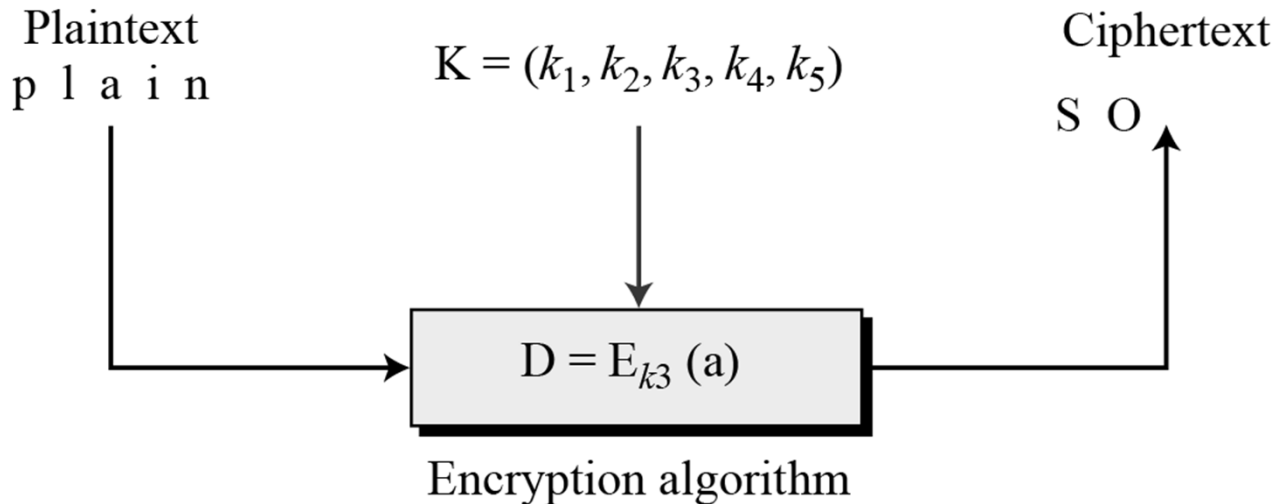 Plaintext
p l a i n
K = (k₁, k₂, k₃, k₄, k₅)
Ciphertext
S O
D = Eₖ₃ (a)
Encryption algorithm